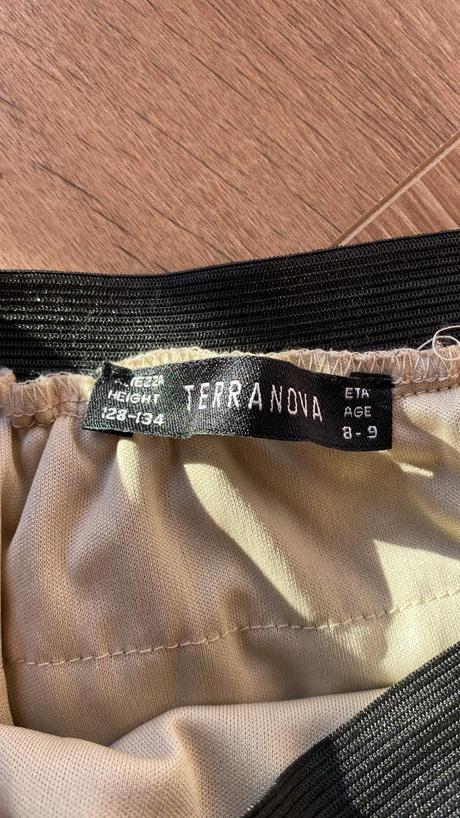 HEIGHT
128-134
TERRANOVA
ETA
AGE
8-9